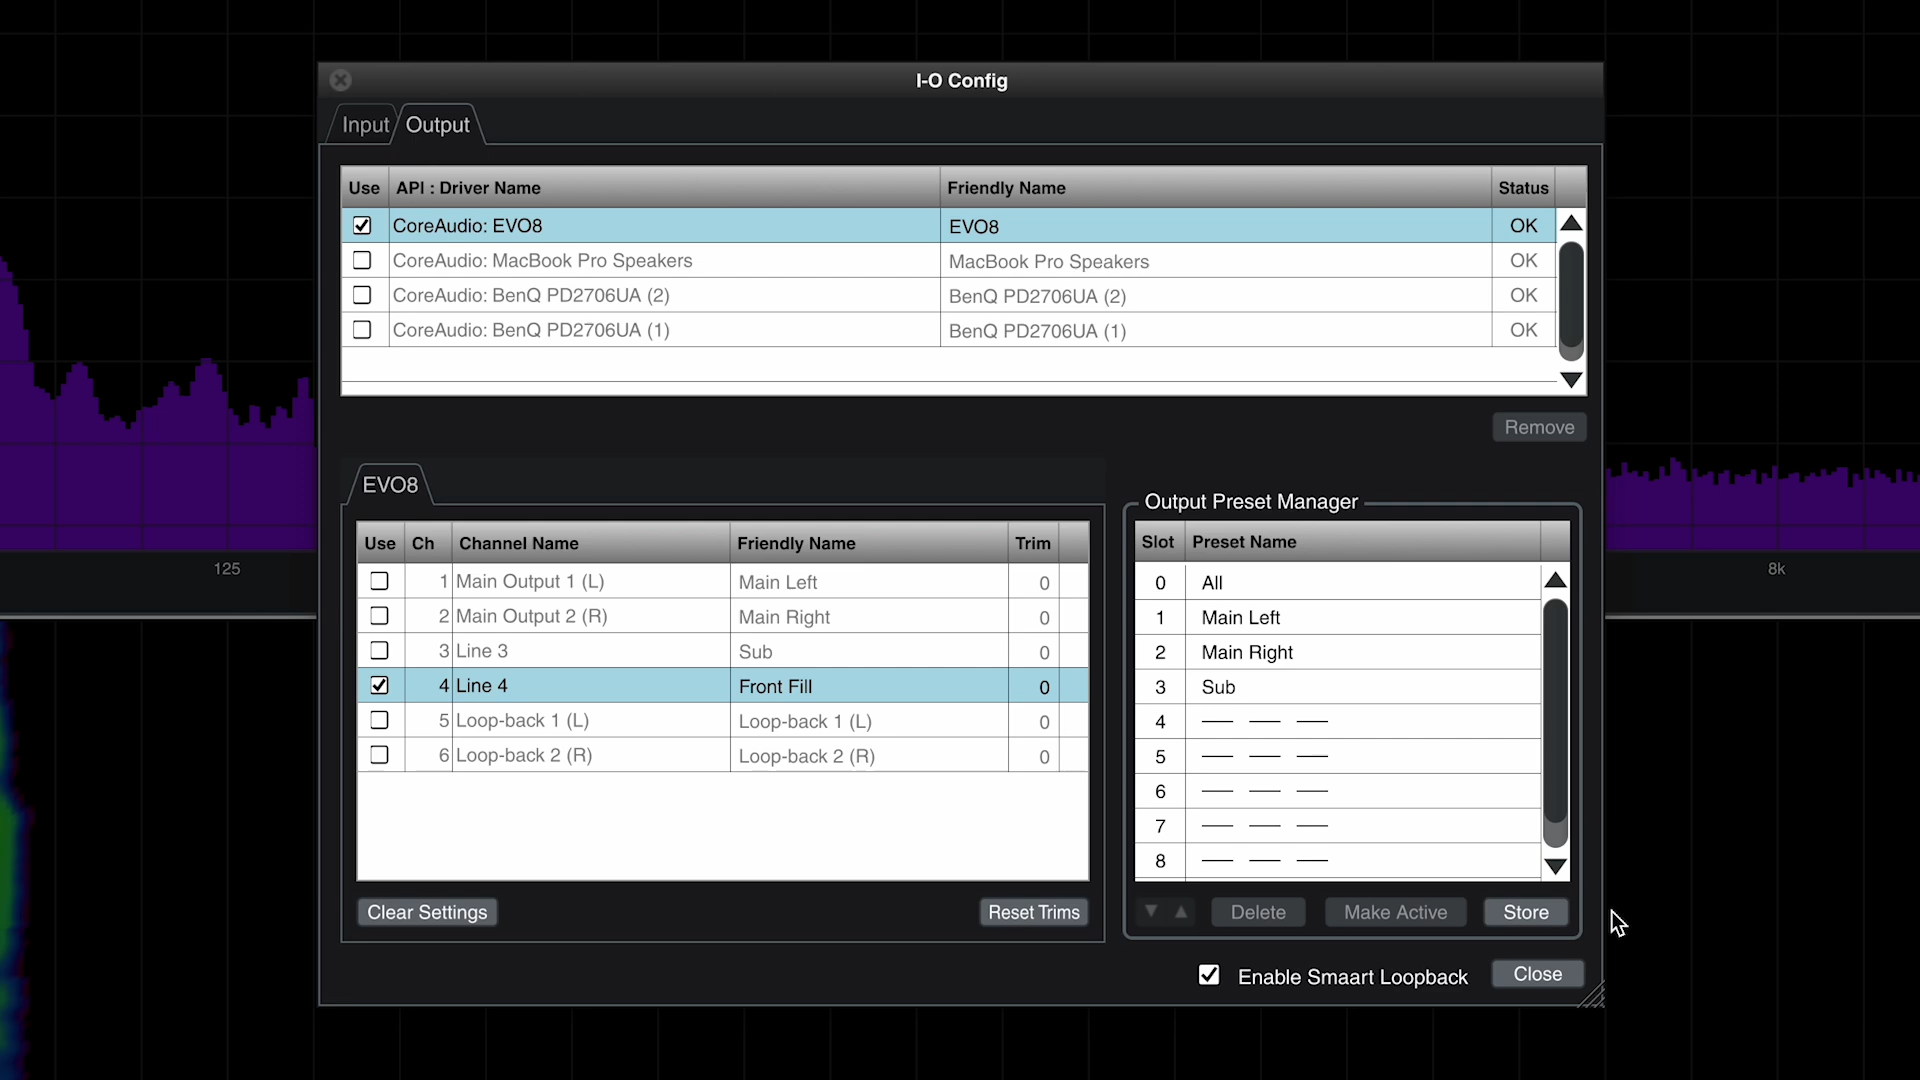 I-O Config
Input Output
Use API : Driver Name Friendly Name Status
CoreAudio: EVO8 EVO8 OK
CoreAudio: MacBook Pro Speakers MacBook Pro Speakers OK
CoreAudio: BenQ PD2706UA (2) BenQ PD2706UA (2) OK
CoreAudio: BenQ PD2706UA (1) BenQ PD2706UA (1) OK
Remove
EVO8
Use Ch Channel Name Friendly Name Trim
1 Main Output 1 (L) Main Left 0
2 Main Output 2 (R) Main Right 0
3 Line 3 Sub 0
4 Line 4 Front Fill 0
5 Loop-back 1 (L) Loop-back 1 (L) 0
6 Loop-back 2 (R) Loop-back 2 (R) 0
Clear Settings Reset Trims
Output Preset Manager
Slot Preset Name
0 All
1 Main Left
2 Main Right
3 Sub
4 — — —
5 — — —
6 — — —
7 — — —
8 — — —
Delete Make Active Store
Enable Smaart Loopback Close
125 8k